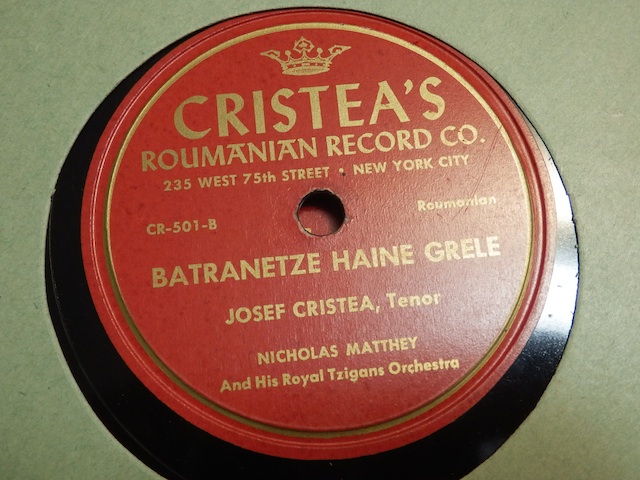 CRISTEA'S
ROUMANIAN RECORD CO.
235 WEST 75th STREET • NEW YORK CITY
Roumanian
CR-501-B
BATRANETZE HAINE GRELE
JOSEF CRISTEA, Tenor
NICHOLAS MATTHEY
And His Royal Tzigans Orchestra